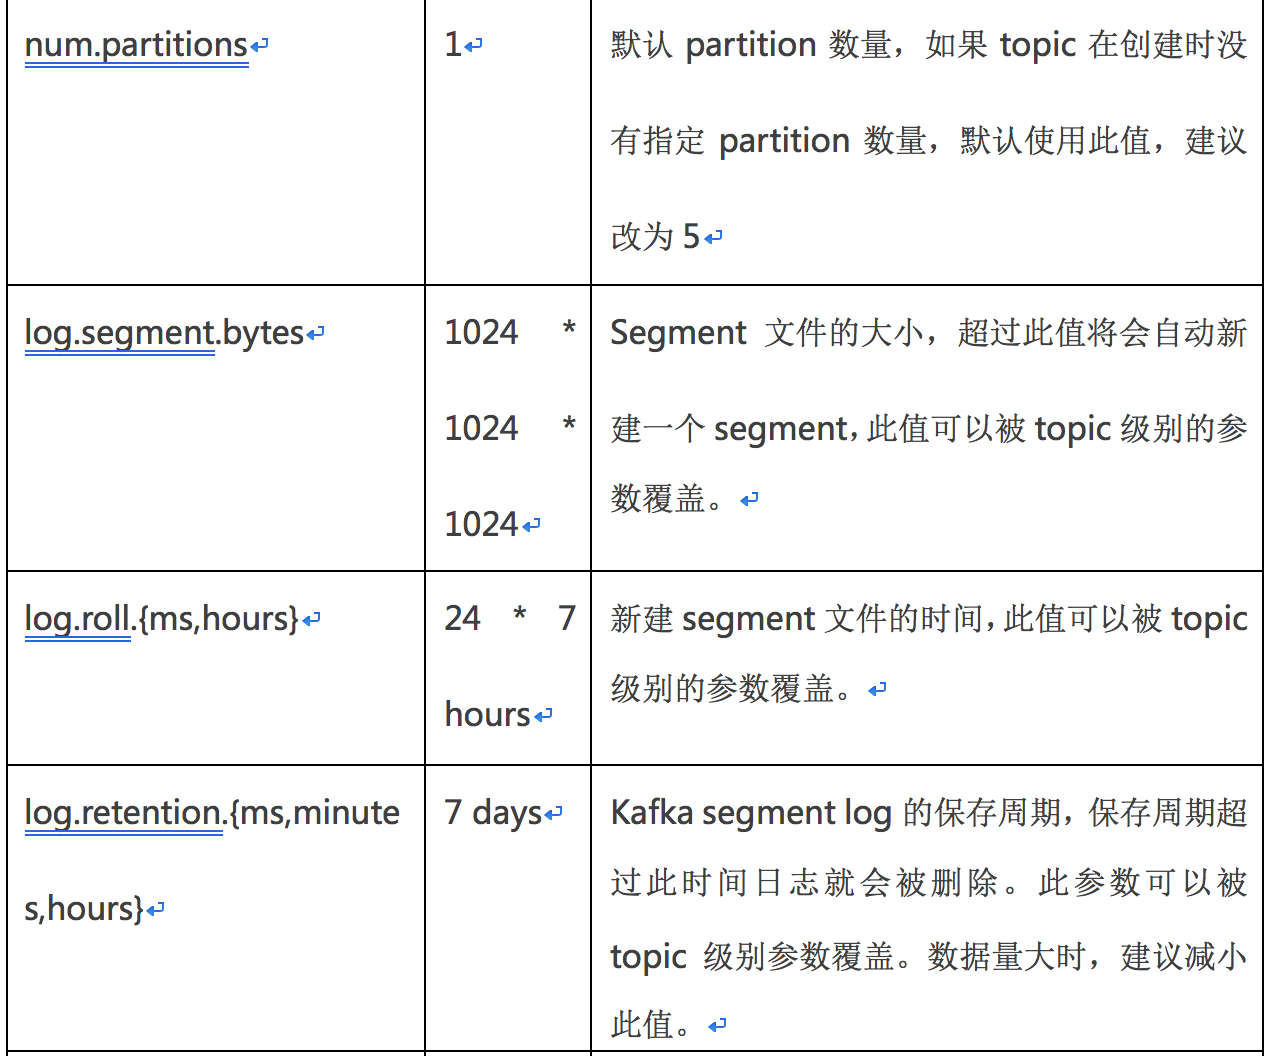 num.partitions
1
默认 partition 数量，如果 topic 在创建时没
有指定 partition 数量，默认使用此值，建议
改为 5
log.segment.bytes
1024 *
1024 *
1024
Segment 文件的大小，超过此值将会自动新
建一个 segment，此值可以被 topic 级别的参
数覆盖。
log.roll.{ms,hours}
24 * 7
hours
新建 segment 文件的时间，此值可以被 topic
级别的参数覆盖。
log.retention.{ms,minute
s,hours}
7 days
Kafka segment log 的保存周期，保存周期超
过此时间日志就会被删除。此参数可以被
topic 级别参数覆盖。数据量大时，建议减小
此值。